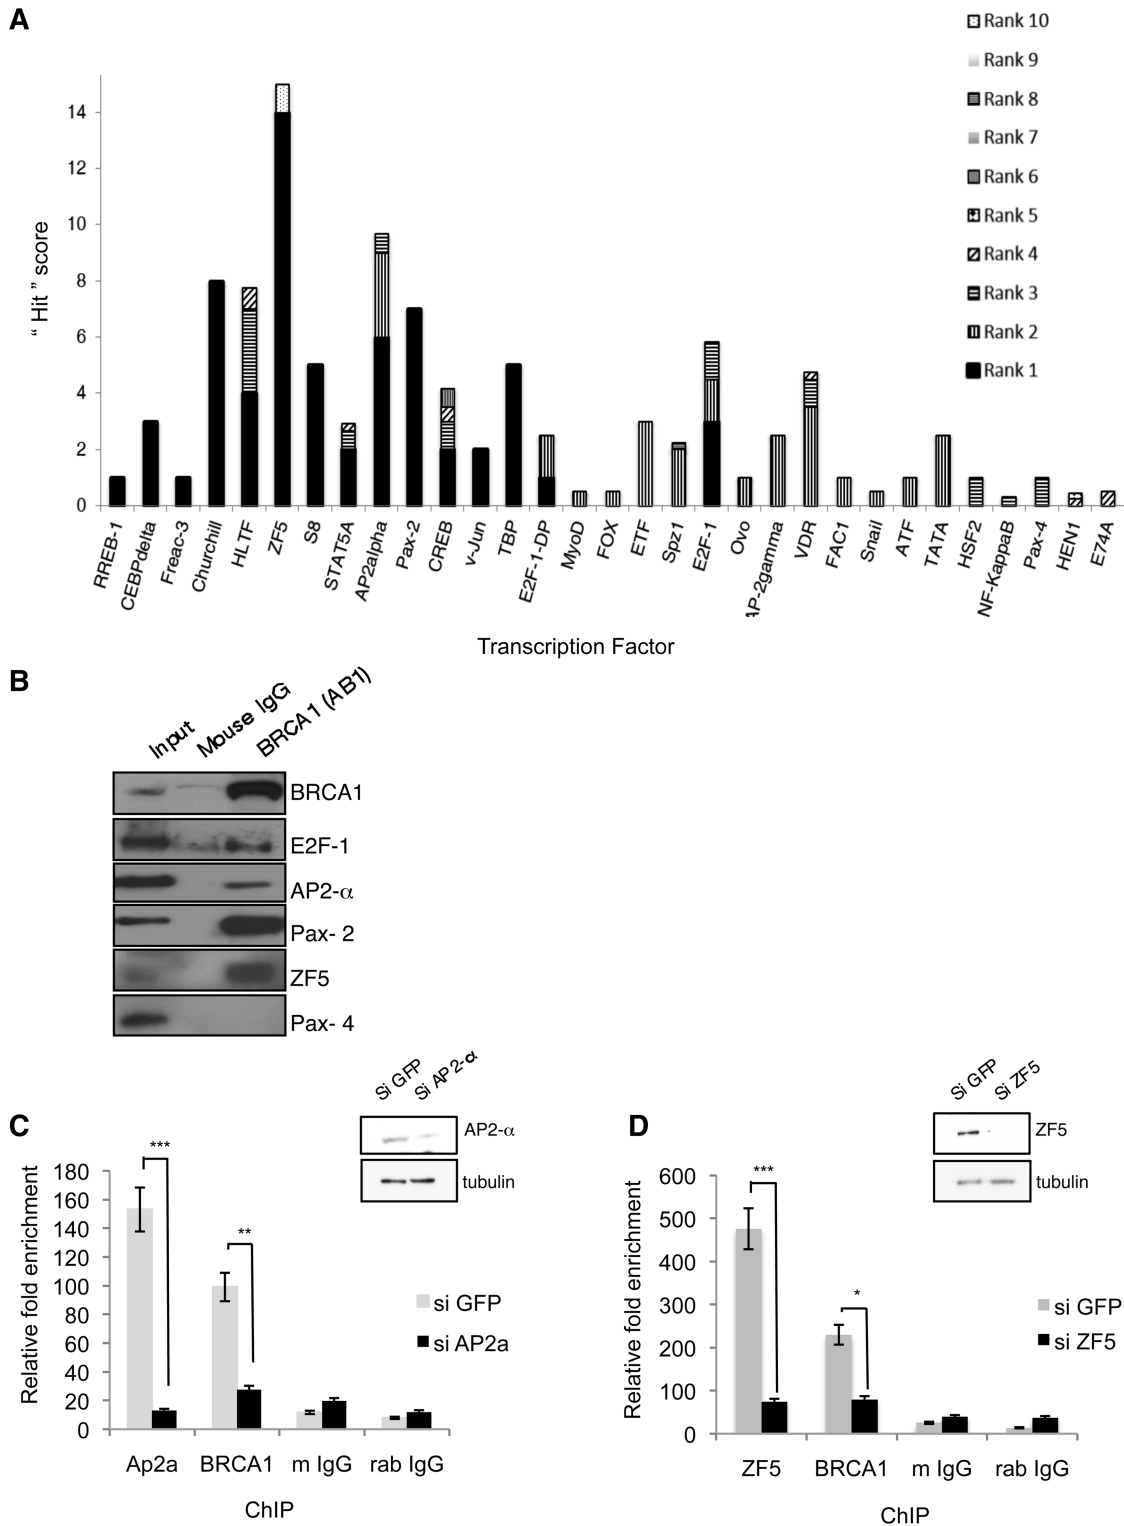 A
Rank 10
Rank 9
Rank 8
Rank 7
Rank 6
Rank 5
Rank 4
Rank 3
Rank 2
Rank 1
“ Hit ” score
14
12
10
8
6
4
2
0
RREB-1
CEBPdelta
Freac-3
Churchill
HLTF
ZF5
S8
STAT5A
AP2alpha
Pax-2
CREB
v-Jun
TBP
E2F-1-DP
MyoD
FOX
ETF
Spz1
E2F-1
Ovo
AP-2gamma
VDR
FAC1
Snail
ATF
TATA
HSF2
NF-KappaB
Pax-4
HEN1
E74A
Transcription Factor
B
Input
Mouse IgG
BRCA1 (AB1)
BRCA1
E2F-1
AP2-α
Pax- 2
ZF5
Pax- 4
C
Si GFP
Si AP2-α
AP2-α
tubulin
Relative fold enrichment
180
160
140
120
100
80
60
40
20
0
***
**
si GFP
si AP2a
Ap2a
BRCA1
m IgG
rab IgG
ChIP
D
Si GFP
Si ZF5
ZF5
tubulin
Relative fold enrichment
600
500
400
300
200
100
0
***
*
si GFP
si ZF5
ZF5
BRCA1
m IgG
rab IgG
ChIP